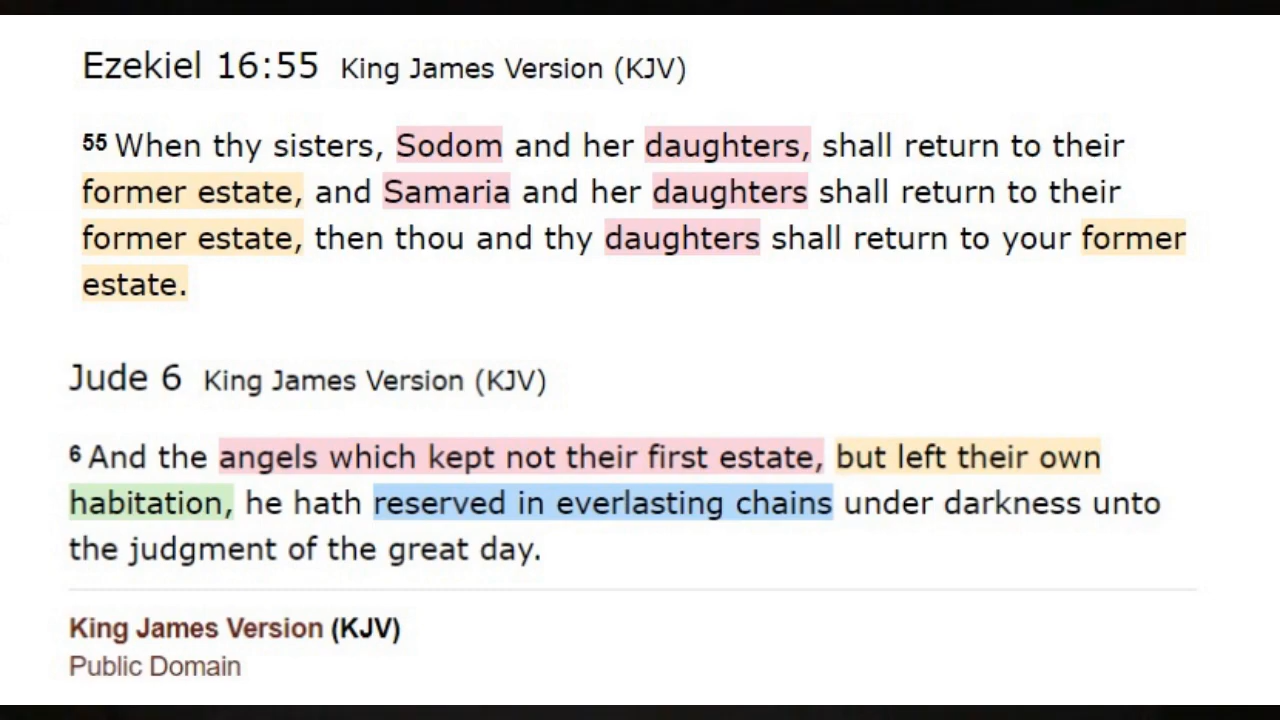 Ezekiel 16:55 King James Version (KJV)
55 When thy sisters, Sodom and her daughters, shall return to their
former estate, and Samaria and her daughters shall return to their
former estate, then thou and thy daughters shall return to your former
estate.
Jude 6 King James Version (KJV)
6 And the angels which kept not their first estate, but left their own
habitation, he hath reserved in everlasting chains under darkness unto
the judgment of the great day.
King James Version (KJV)
Public Domain